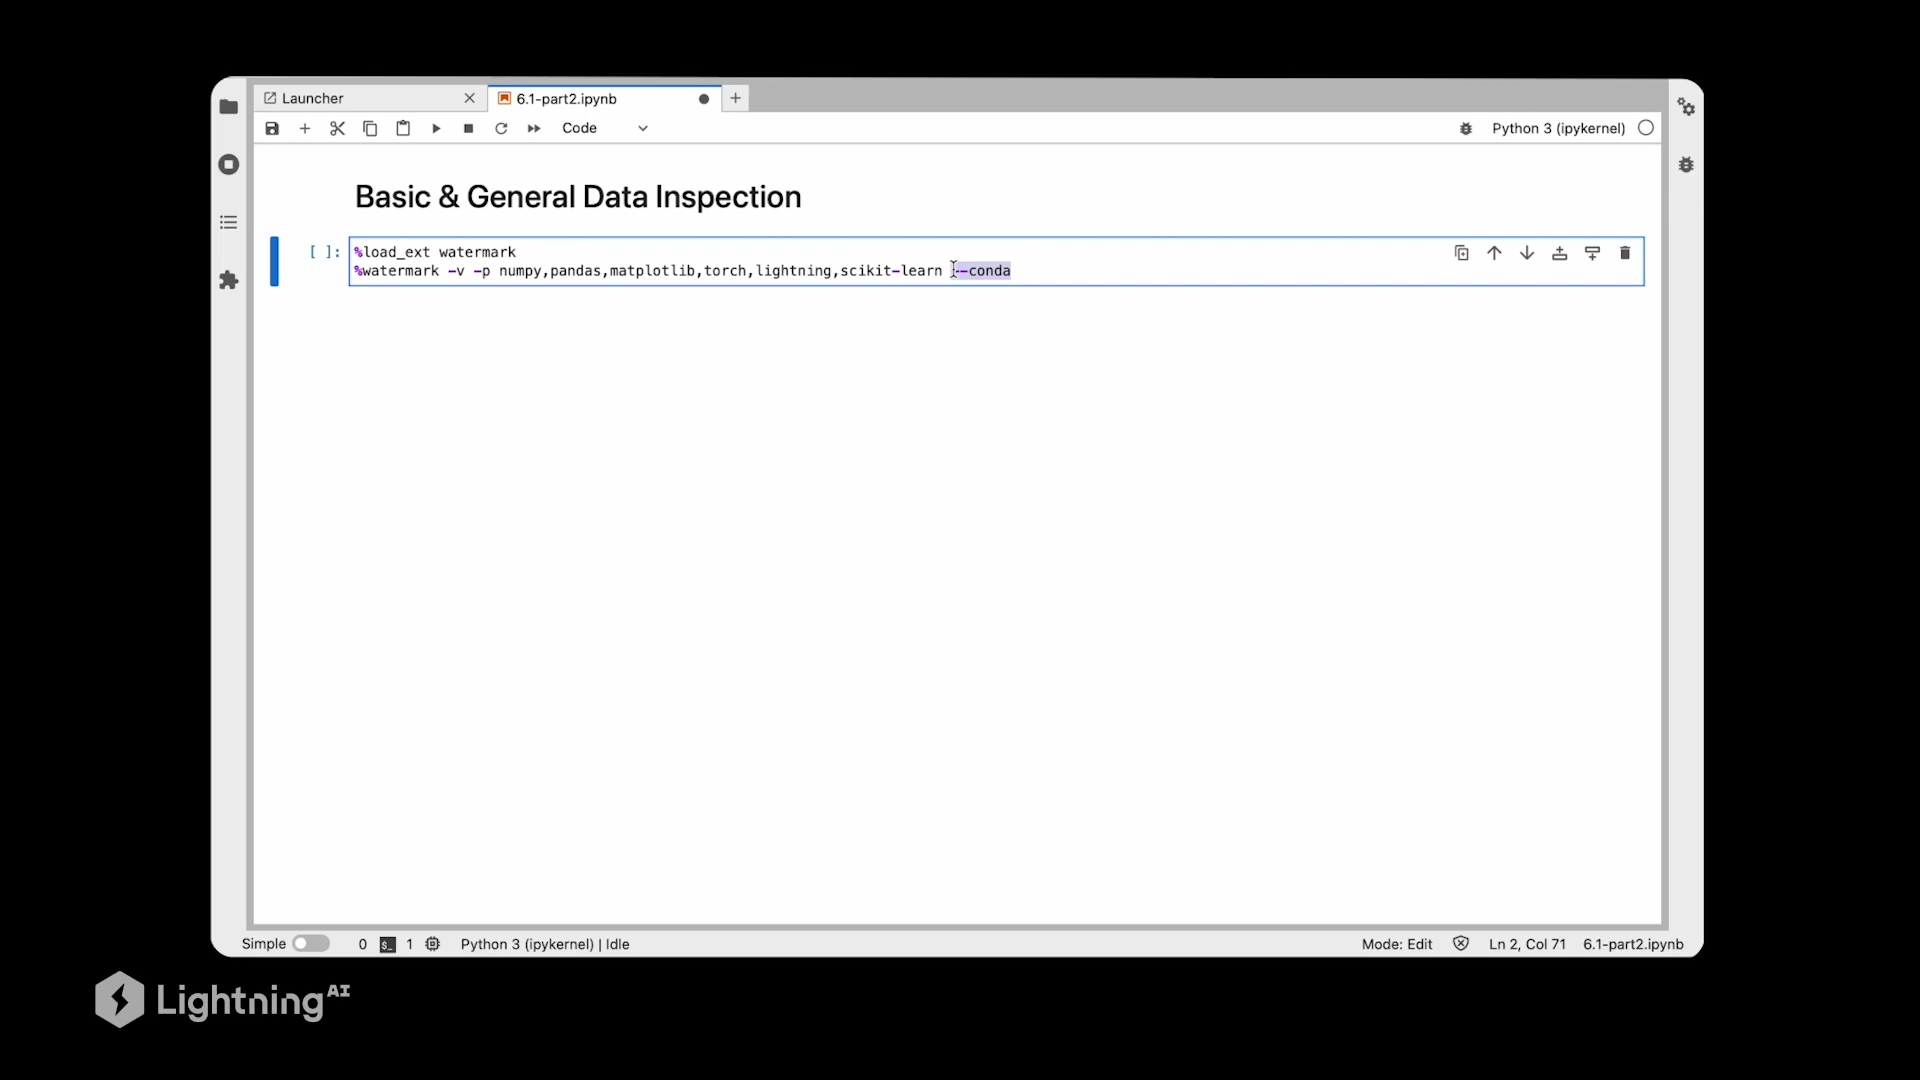 Launcher
6.1-part2.ipynb
Code
Python 3 (ipykernel)
Basic & General Data Inspection
[ ]:
%load_ext watermark
%watermark -v -p numpy,pandas,matplotlib,torch,lightning,scikit-learn --conda
Simple
0
$_
1
Python 3 (ipykernel) | Idle
Mode: Edit
Ln 2, Col 71
6.1-part2.ipynb
Lightning AI